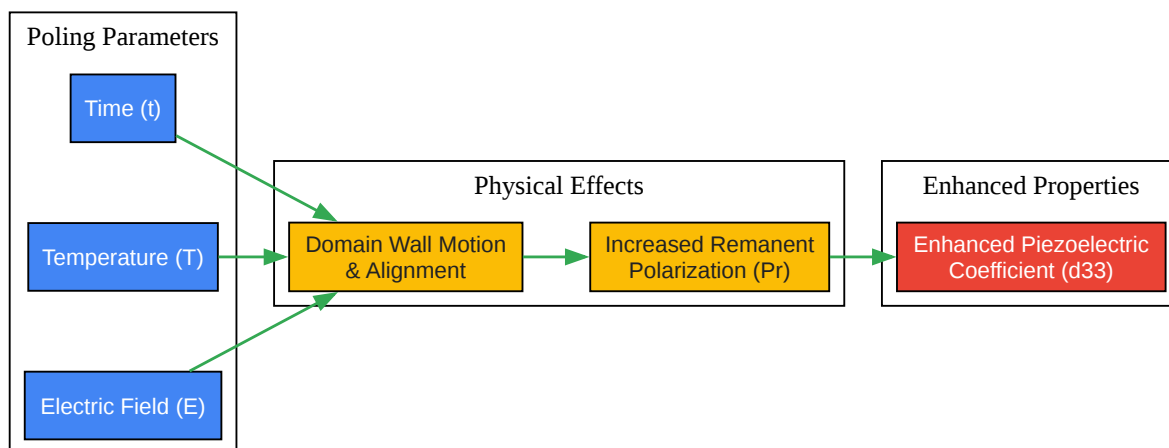 Poling Parameters
Time (t)
Temperature (T)
Electric Field (E)
Physical Effects
Domain Wall Motion
& Alignment
Increased Remanent
Polarization (Pr)
Enhanced Properties
Enhanced Piezoelectric
Coefficient (d33)